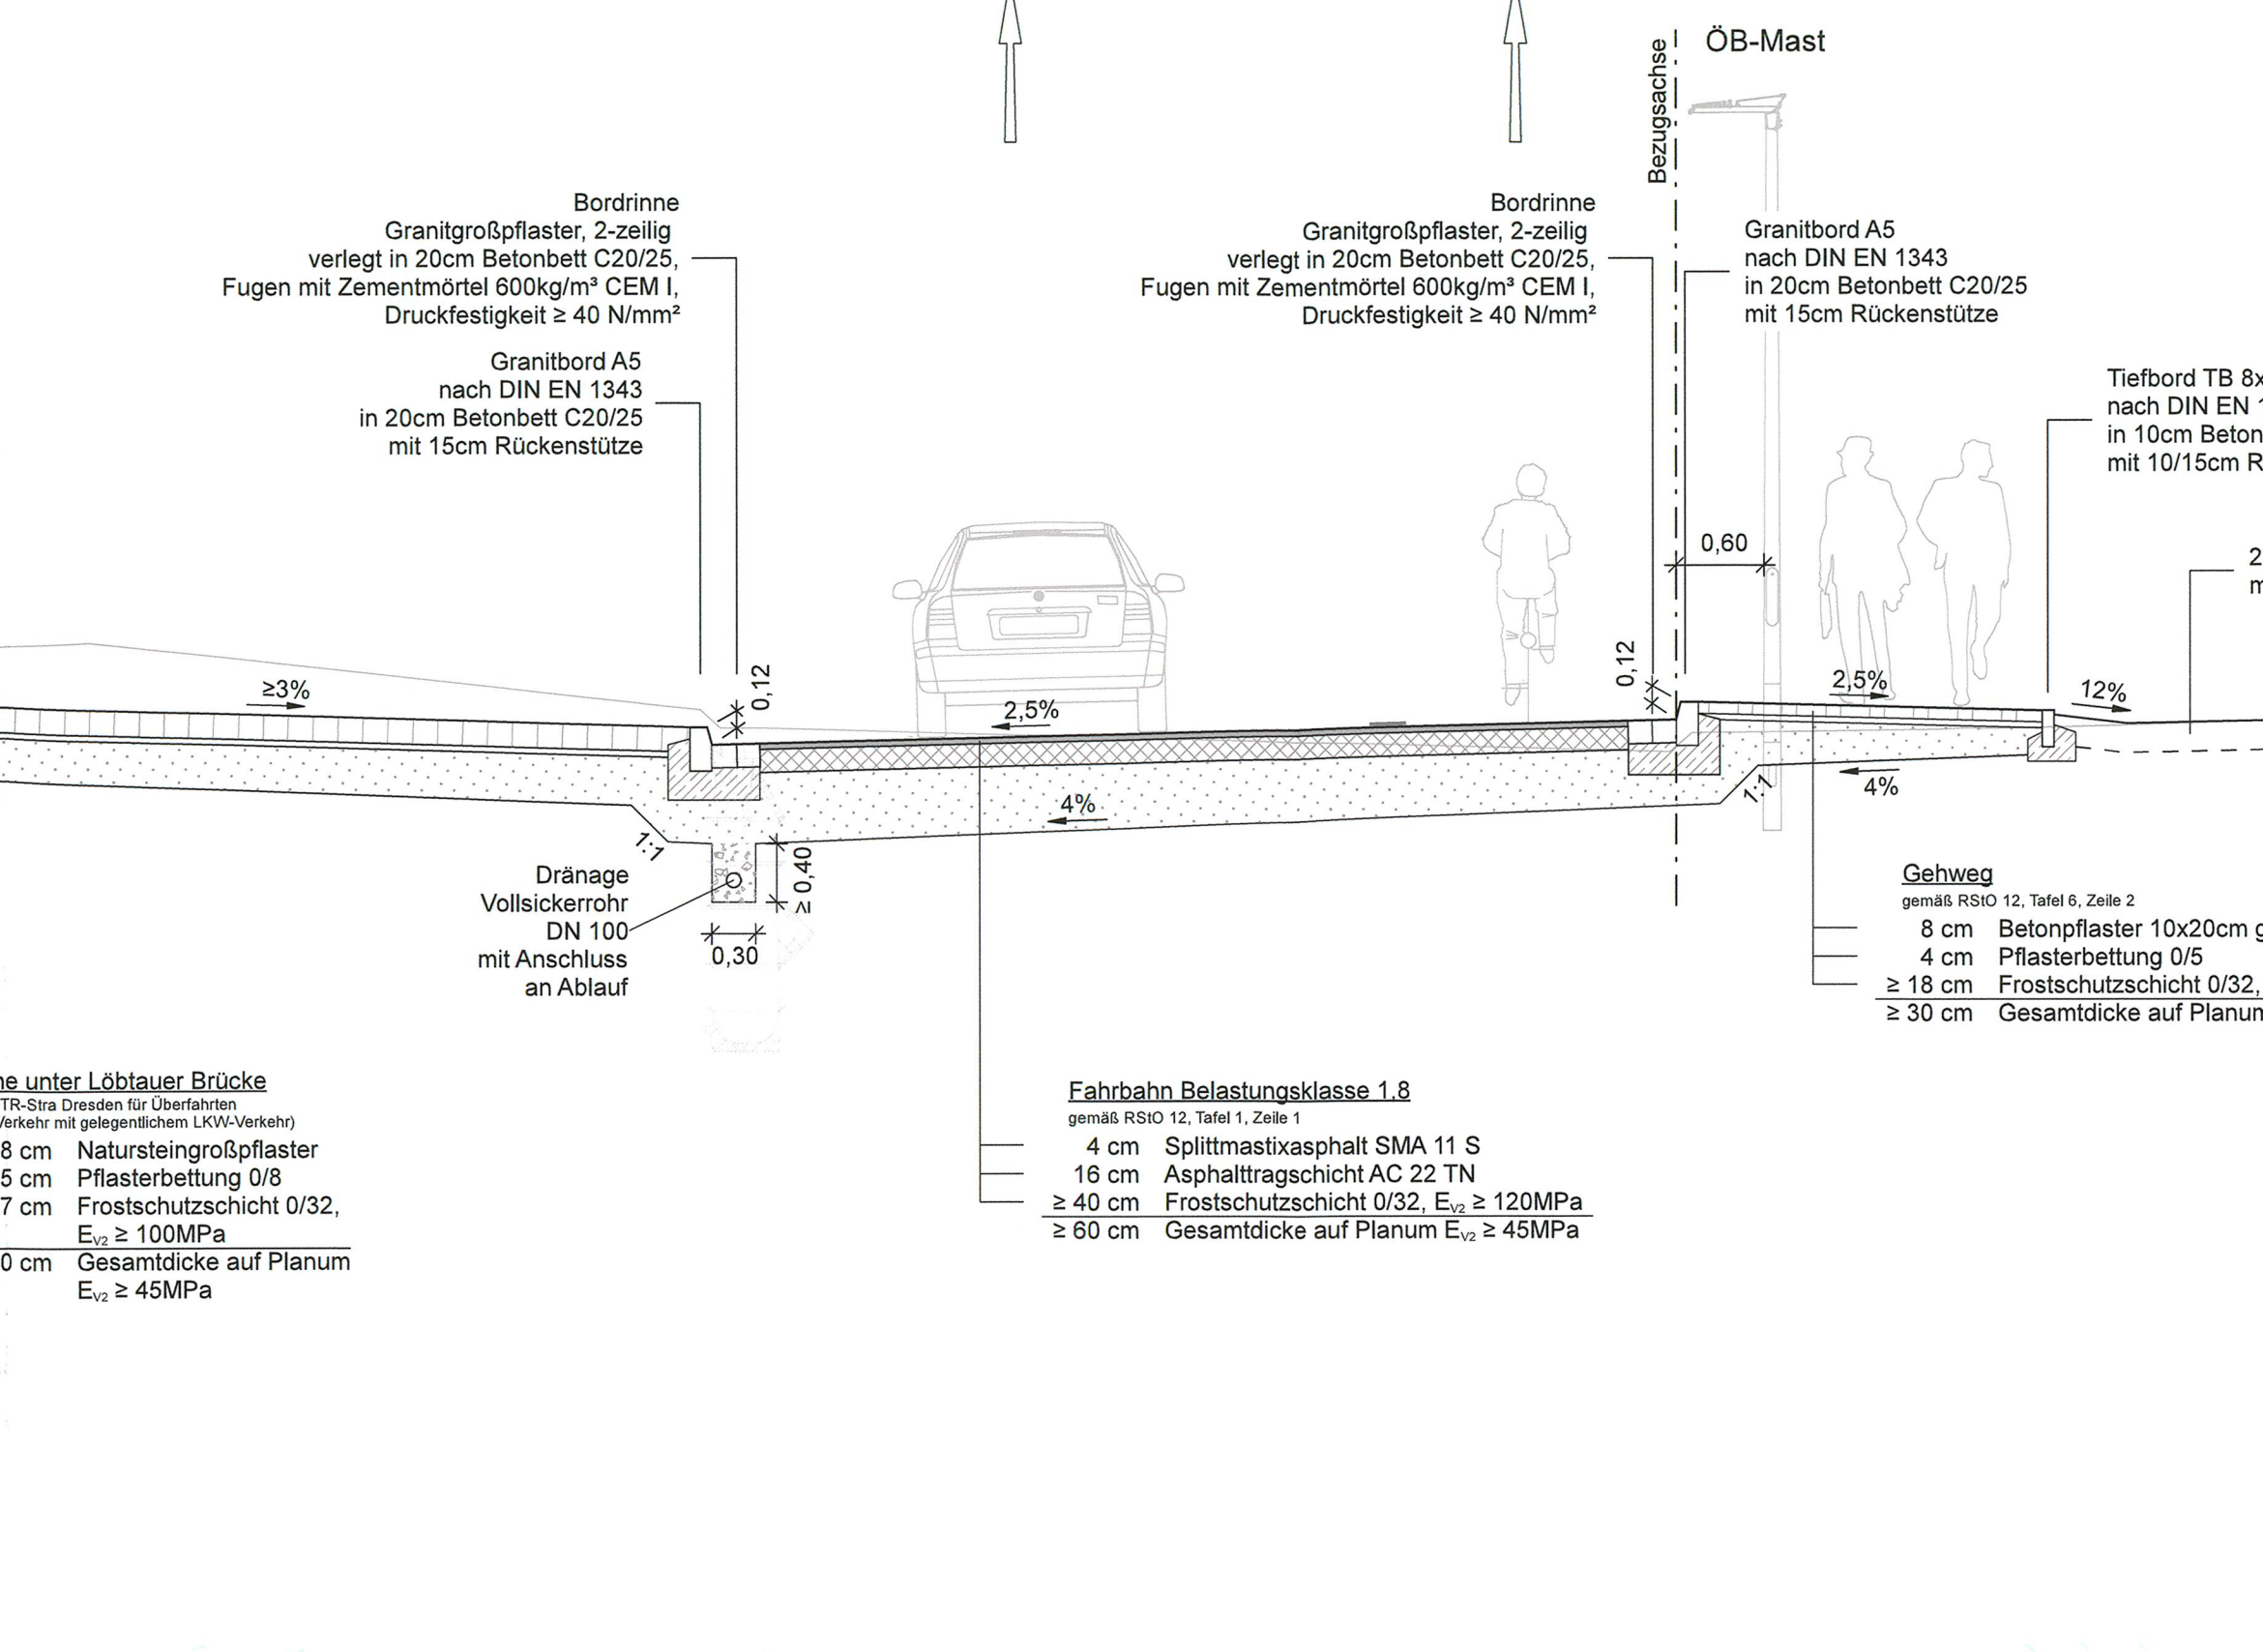 Bezugsachse
ÖB-Mast
Bordrinne
Granitgroßpflaster, 2-zeilig
verlegt in 20cm Betonbett C20/25,
Fugen mit Zementmörtel 600kg/m³ CEM I,
Druckfestigkeit ≥ 40 N/mm²
Granitbord A5
nach DIN EN 1343
in 20cm Betonbett C20/25
mit 15cm Rückenstütze
Bordrinne
Granitgroßpflaster, 2-zeilig
verlegt in 20cm Betonbett C20/25,
Fugen mit Zementmörtel 600kg/m³ CEM I,
Druckfestigkeit ≥ 40 N/mm²
Granitbord A5
nach DIN EN 1343
in 20cm Betonbett C20/25
mit 15cm Rückenstütze
Tiefbord TB 8x
nach DIN EN 1
in 10cm Beton
mit 10/15cm R
2
m
0,60
≥3%
0,12
2,5%
0,12
2,5%
12%
4%
1:1
4%
1:1
≥ 0,40
0,30
Dränage
Vollsickerrohr
DN 100
mit Anschluss
an Ablauf
Gehweg
gemäß RStO 12, Tafel 6, Zeile 2
8 cm Betonpflaster 10x20cm g
4 cm Pflasterbettung 0/5
≥ 18 cm Frostschutzschicht 0/32,
≥ 30 cm Gesamtdicke auf Planum
ne unter Löbtauer Brücke
TR-Stra Dresden für Überfahrten
Verkehr mit gelegentlichem LKW-Verkehr)
8 cm Natursteingroßpflaster
5 cm Pflasterbettung 0/8
7 cm Frostschutzschicht 0/32,
Ev2 ≥ 100MPa
0 cm Gesamtdicke auf Planum
Ev2 ≥ 45MPa
Fahrbahn Belastungsklasse 1,8
gemäß RStO 12, Tafel 1, Zeile 1
4 cm Splittmastixasphalt SMA 11 S
16 cm Asphalttragschicht AC 22 TN
≥ 40 cm Frostschutzschicht 0/32, Ev2 ≥ 120MPa
≥ 60 cm Gesamtdicke auf Planum Ev2 ≥ 45MPa